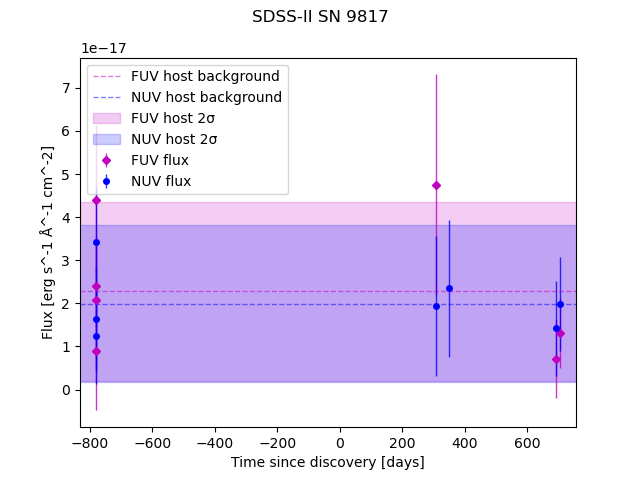 SDSS-II SN 9817
1e−17
FUV host background
NUV host background
FUV host 2σ
NUV host 2σ
FUV flux
NUV flux
7
6
5
4
3
2
1
0
Flux [erg s^-1 Å^-1 cm^-2]
−800 −600 −400 −200 0 200 400 600
Time since discovery [days]